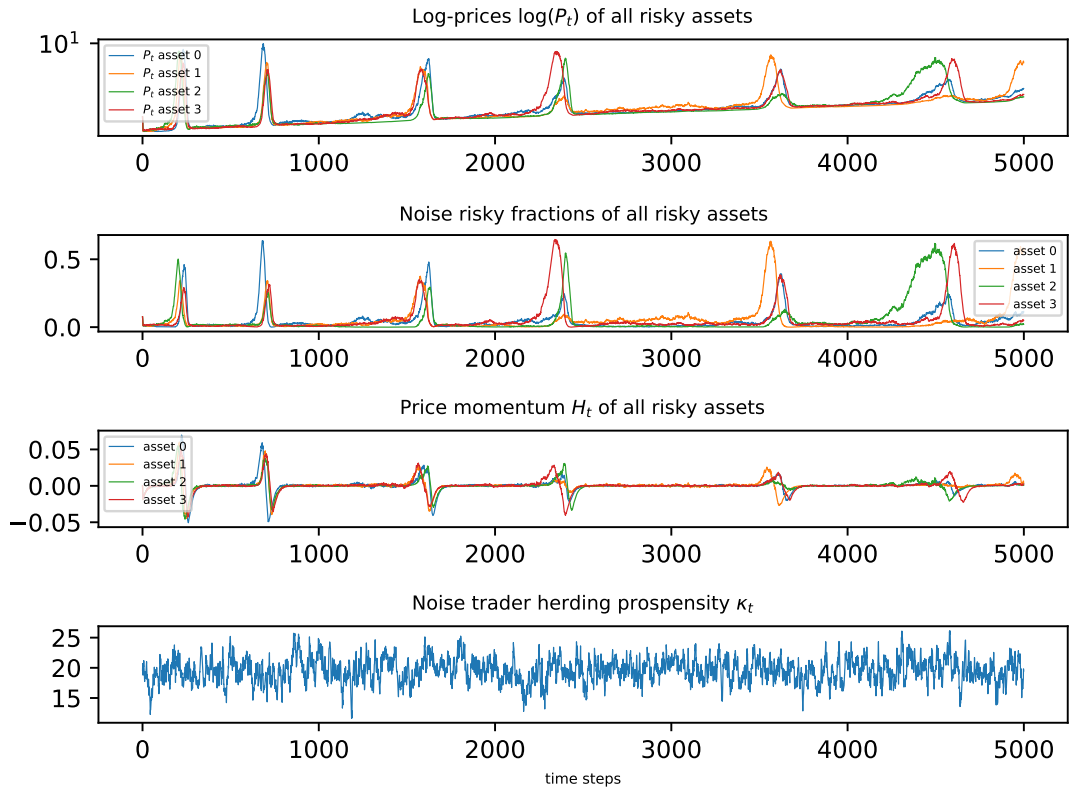 Log-prices log(P_t) of all risky assets
10^1
P_t asset 0
P_t asset 1
P_t asset 2
P_t asset 3
0 1000 2000 3000 4000 5000
Noise risky fractions of all risky assets
0.5
0.0
asset 0
asset 1
asset 2
asset 3
0 1000 2000 3000 4000 5000
Price momentum H_t of all risky assets
0.05
0.00
−0.05
asset 0
asset 1
asset 2
asset 3
0 1000 2000 3000 4000 5000
Noise trader herding prospensity κ_t
25
20
15
0 1000 2000 3000 4000 5000
time steps